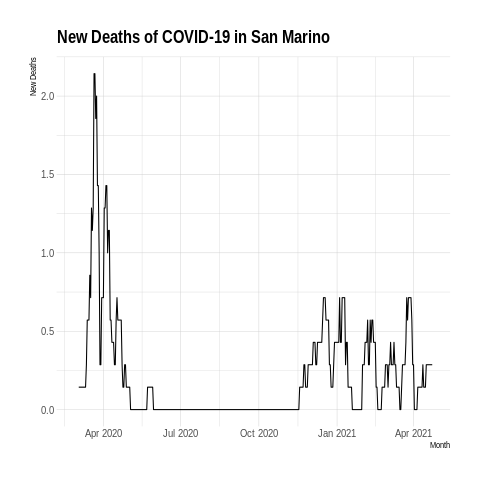 New Deaths of COVID-19 in San Marino
New Deaths
2.0
1.5
1.0
0.5
0.0
Apr 2020 Jul 2020 Oct 2020 Jan 2021 Apr 2021
Month